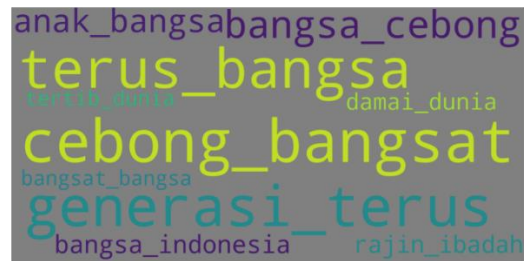 anak_bangsa bangsa_cebong
terus_bangsa
tertib_dunia damai_dunia
cebong_bangsat
bangsat_bangsa
generasi_terus
bangsa_indonesia rajin_ibadah